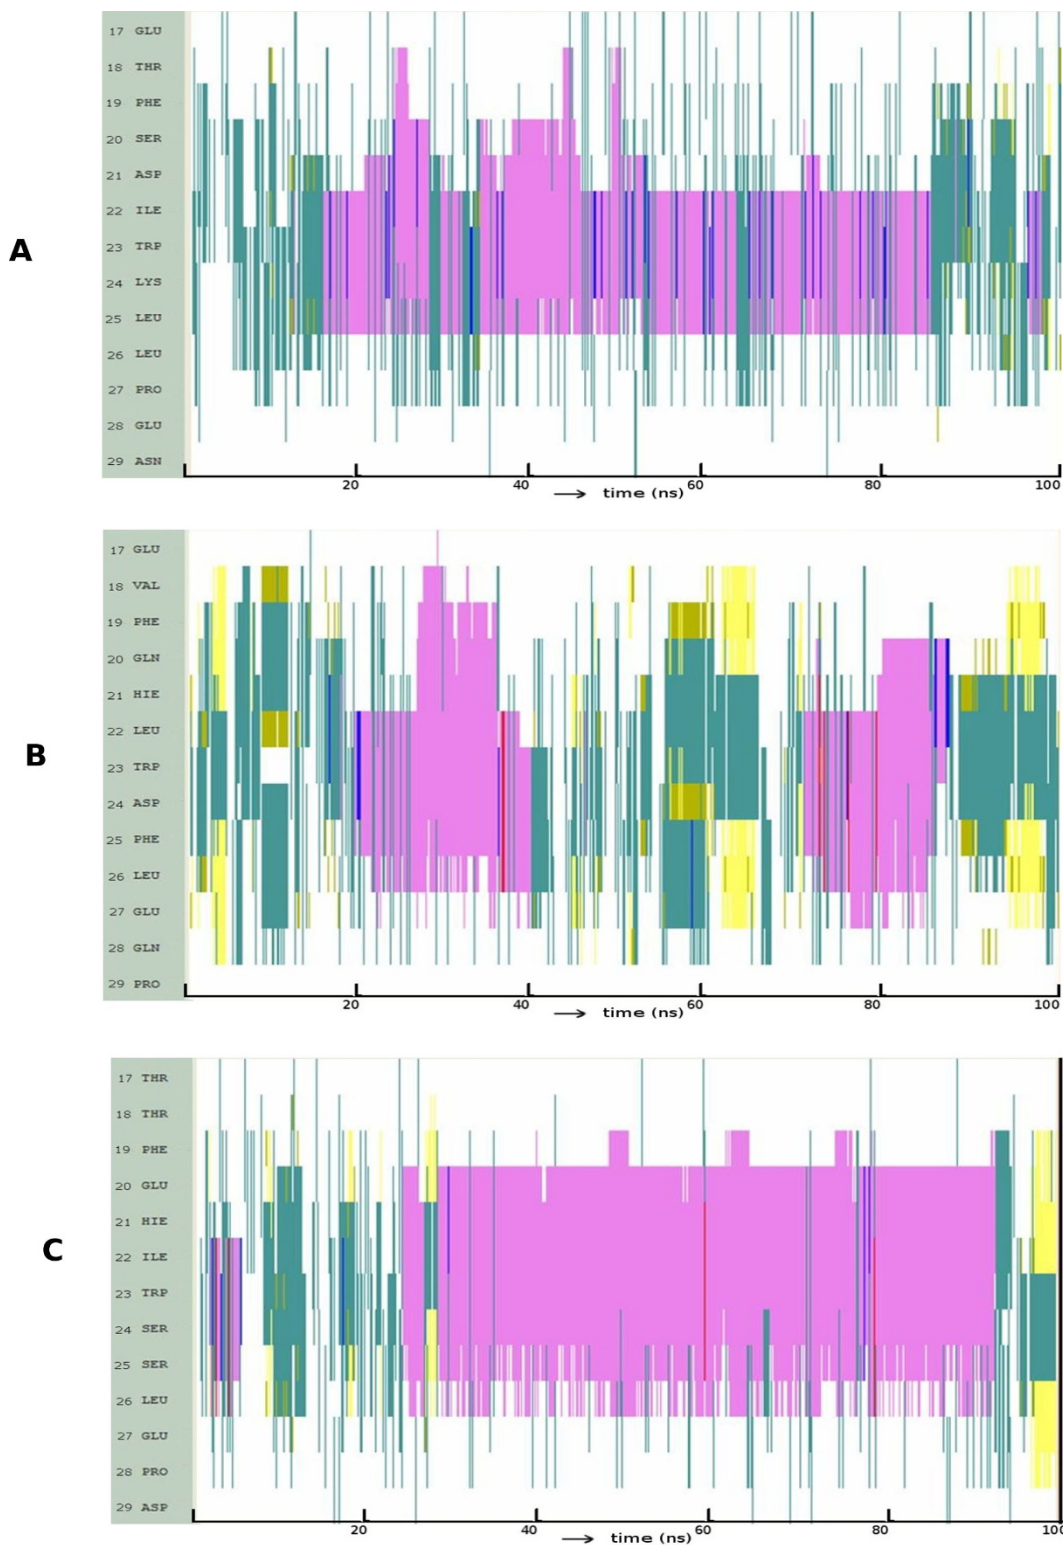 17 GLU
18 THR
19 PHE
20 SER
21 ASP
22 ILE
A
23 TRP
24 LYS
25 LEU
26 LEU
27 PRO
28 GLU
29 ASN
20 40 60 80 100
→ time (ns)
17 GLU
18 VAL
19 PHE
20 GLN
21 HIE
22 LEU
B
23 TRP
24 ASP
25 PHE
26 LEU
27 GLU
28 GLN
29 PRO
20 40 60 80 100
→ time (ns)
17 THR
18 THR
19 PHE
20 GLU
21 HIE
C
22 ILE
23 TRP
24 SER
25 SER
26 LEU
27 GLU
28 PRO
29 ASP
20 40 60 80 100
→ time (ns)